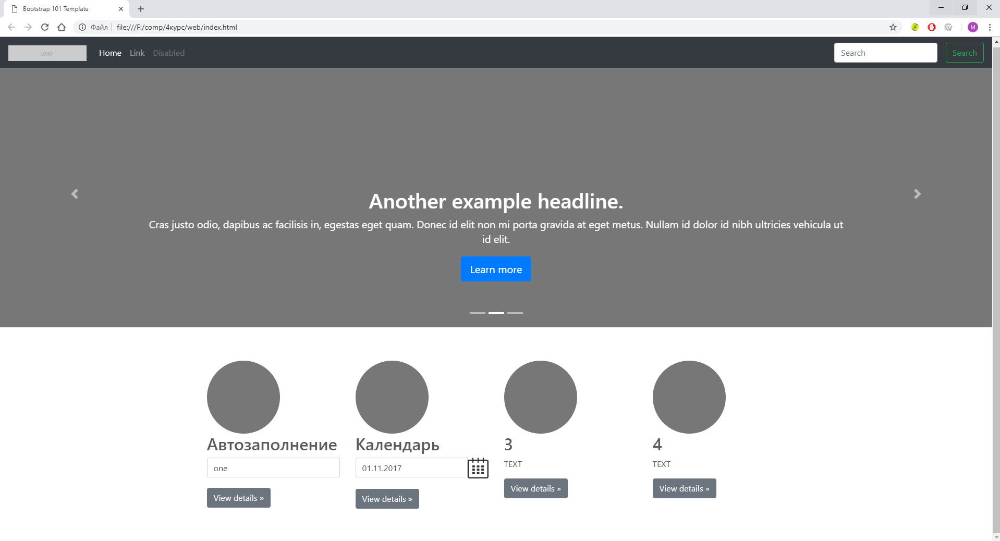 Bootstrap 101 Template
Файл
file:///F:/comp/4курс/web/index.html
M
LOGO
Home Link Disabled
Search
Search
Another example headline.
Cras justo odio, dapibus ac facilisis in, egestas eget quam. Donec id elit non mi porta gravida at eget metus. Nullam id dolor id nibh ultricies vehicula ut
id elit.
Learn more
Автозаполнение
one
View details »
Календарь
01.11.2017
View details »
3
TEXT
View details »
4
TEXT
View details »